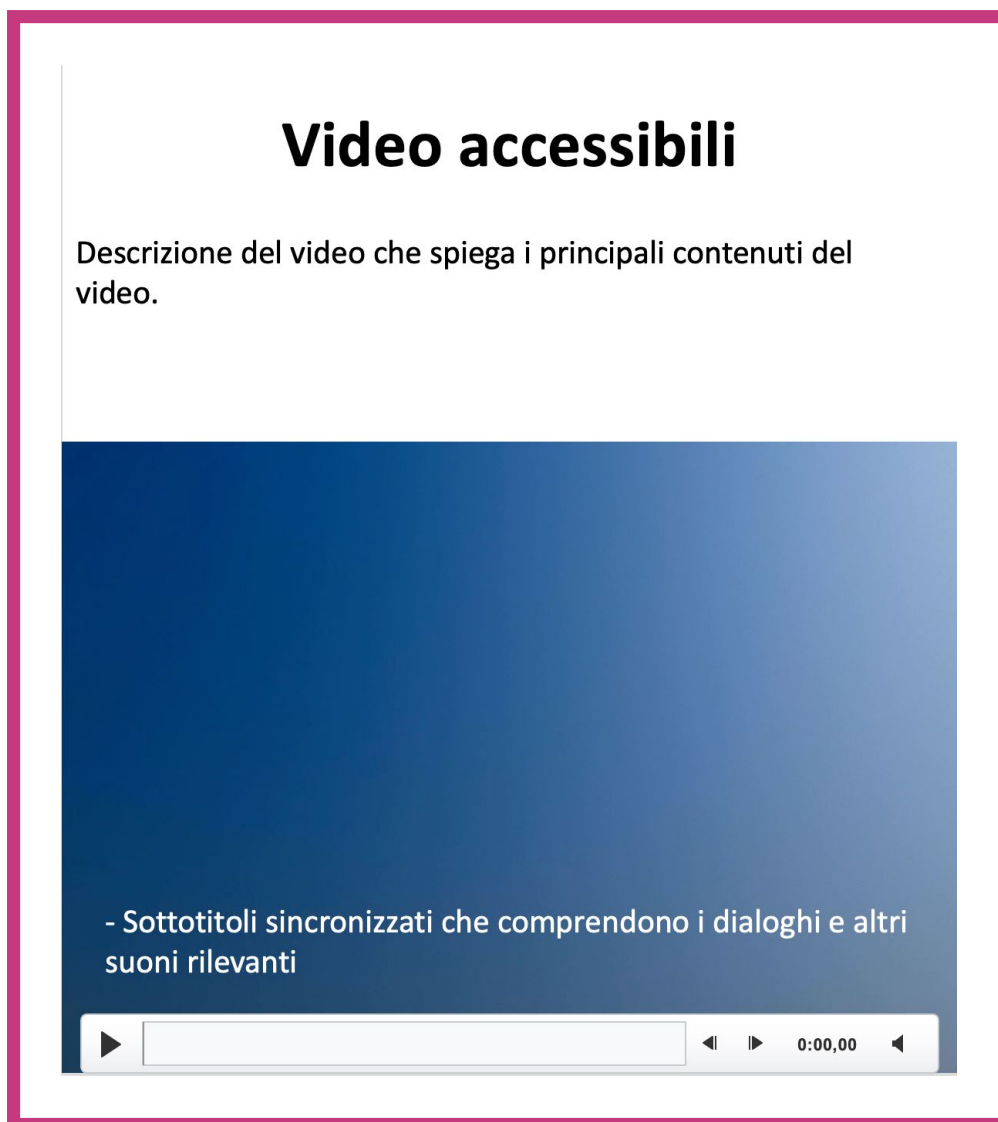 Video accessibili
Descrizione del video che spiega i principali contenuti del
video.
- Sottotitoli sincronizzati che comprendono i dialoghi e altri
suoni rilevanti
0:00,00